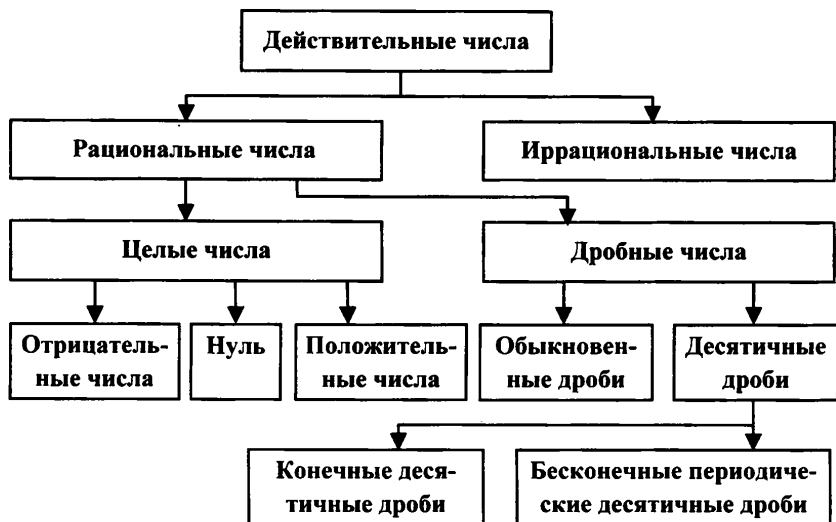 Действительные числа
Рациональные числа
Иррациональные числа
Целые числа
Дробные числа
Отрицатель-
ные числа
Нуль
Положитель-
ные числа
Обыкновен-
ные дроби
Десятичные
дроби
Конечные деся-
тичные дроби
Бесконечные периодиче-
ские десятичные дроби